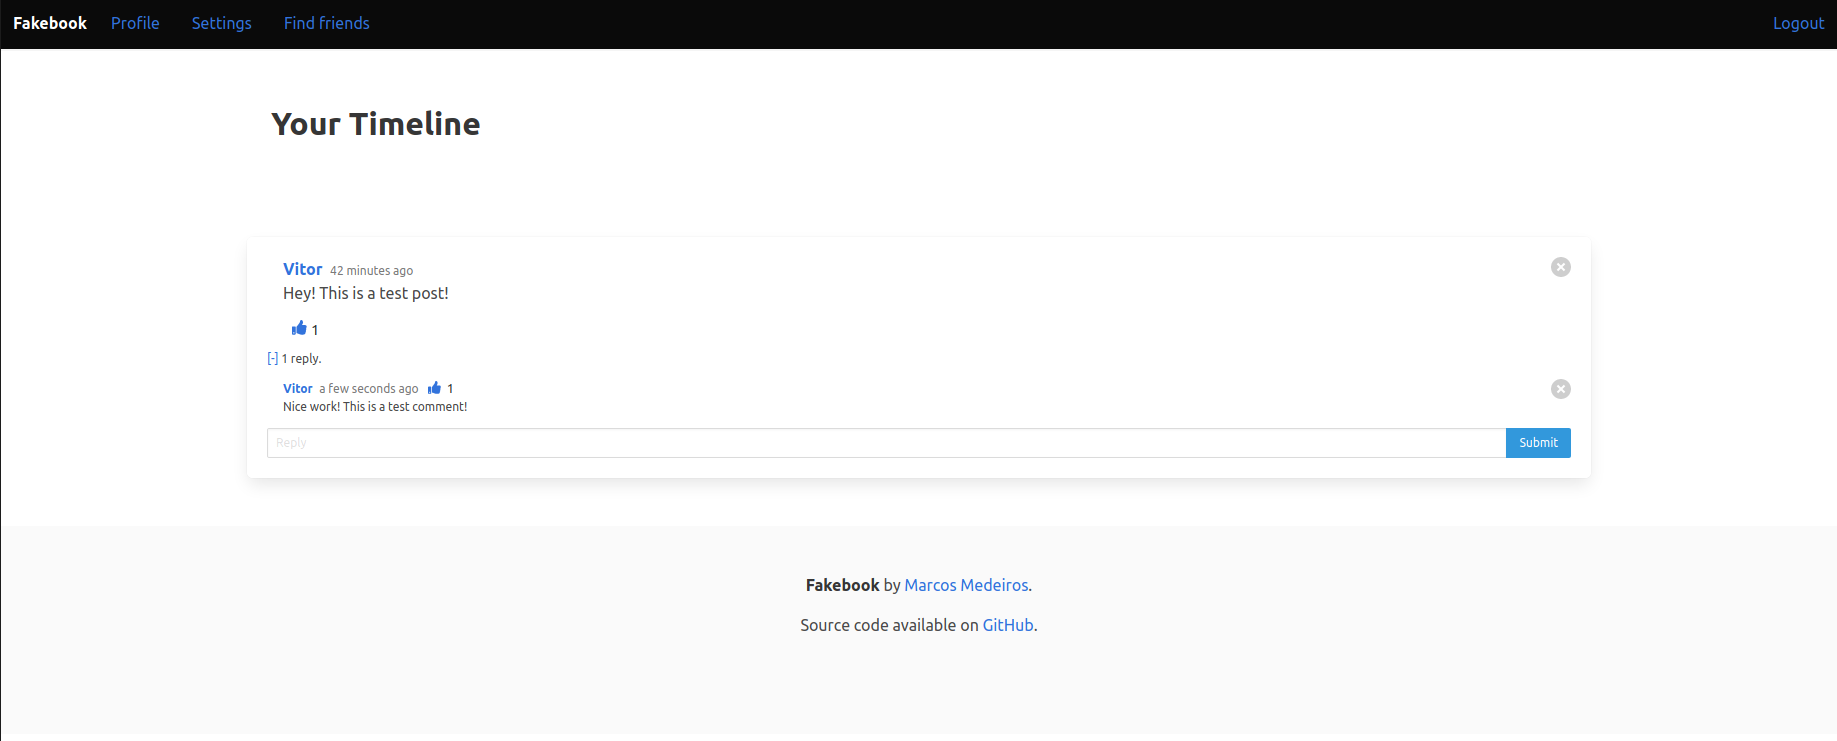 Fakebook Profile Settings Find friends Logout
Your Timeline
Vitor 42 minutes ago
Hey! This is a test post!
1
[-] 1 reply.
Vitor a few seconds ago 1
Nice work! This is a test comment!
Reply Submit
Fakebook by Marcos Medeiros.
Source code available on GitHub.